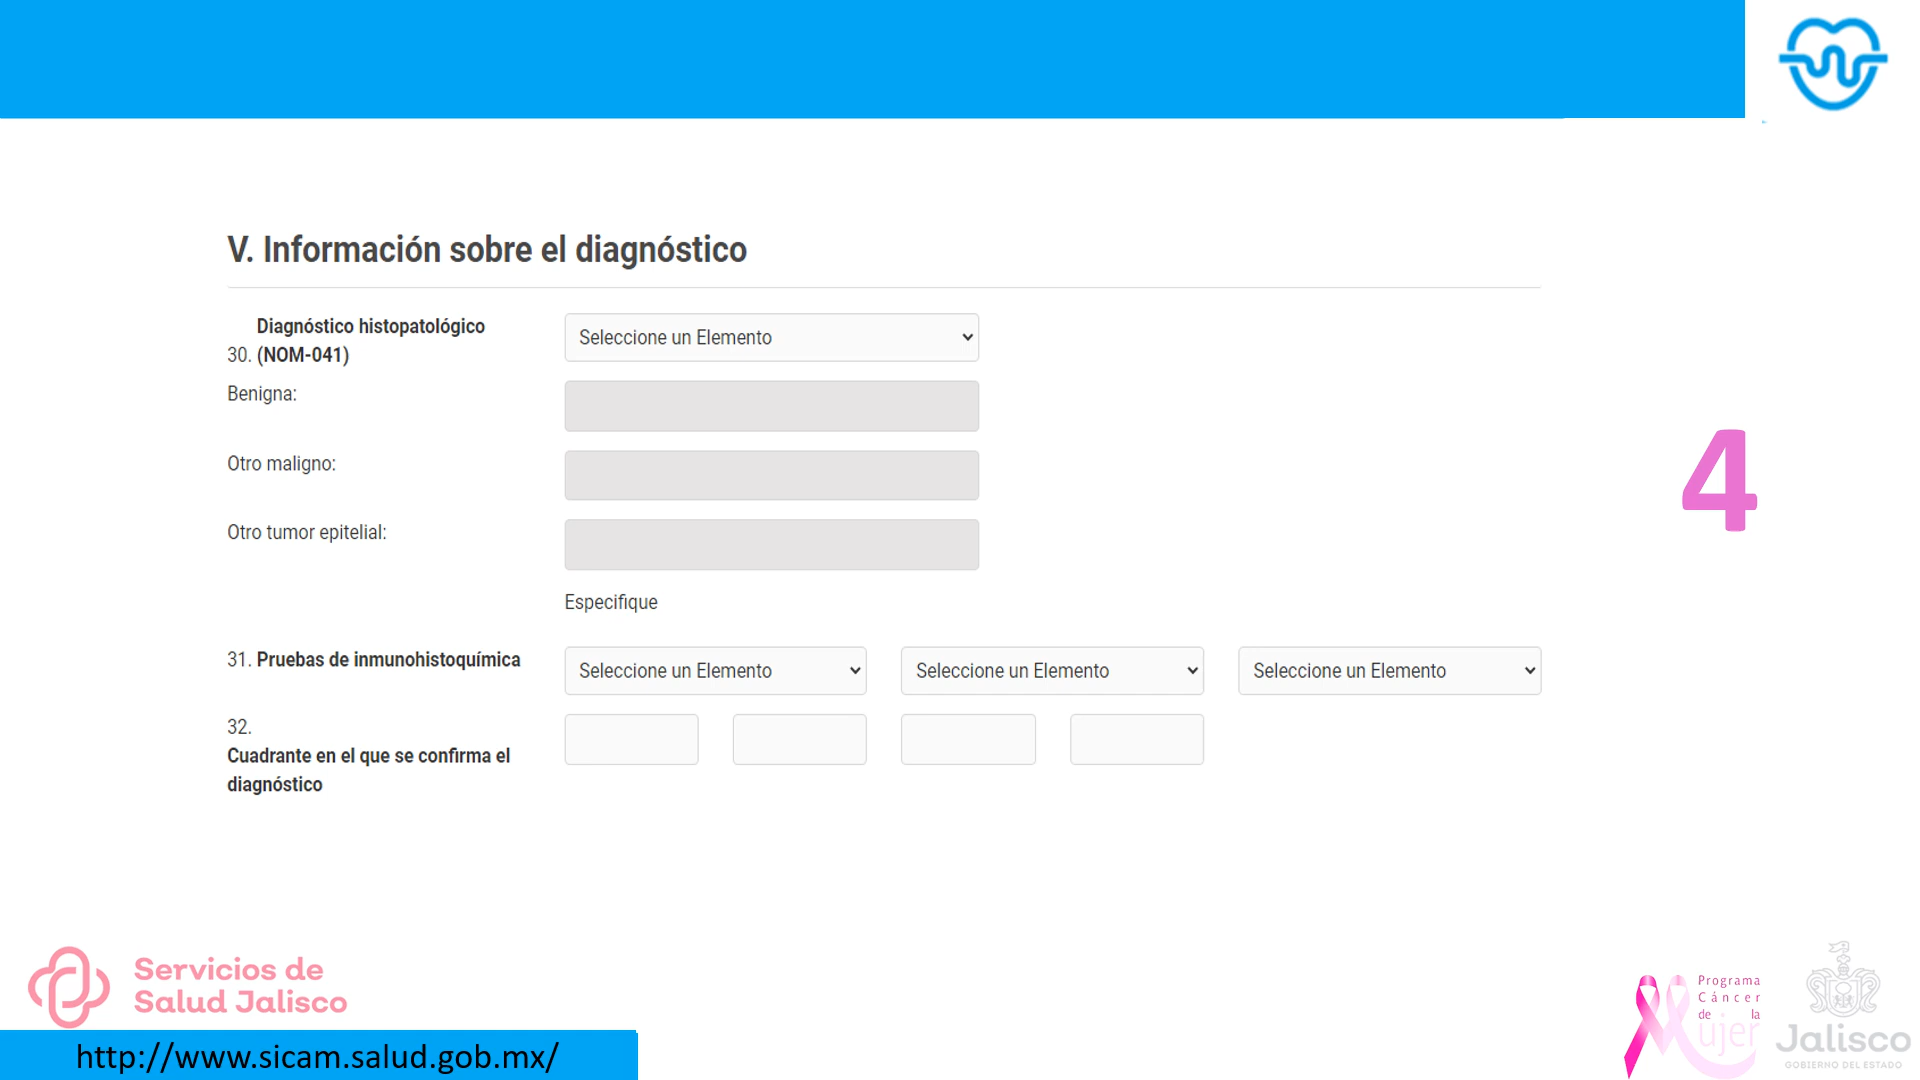 V. Información sobre el diagnóstico
Diagnóstico histopatológico
30. (NOM-041)
Seleccione un Elemento
Benigna:
Otro maligno:
Otro tumor epitelial:
Especifique
31. Pruebas de inmunohistoquímica
Seleccione un Elemento
Seleccione un Elemento
Seleccione un Elemento
32.
Cuadrante en el que se confirma el
diagnóstico
4
Servicios de
Salud Jalisco
http://www.sicam.salud.gob.mx/
Programa
Cáncer
de la
ujer
Jalisco
GOBIERNO DEL ESTADO